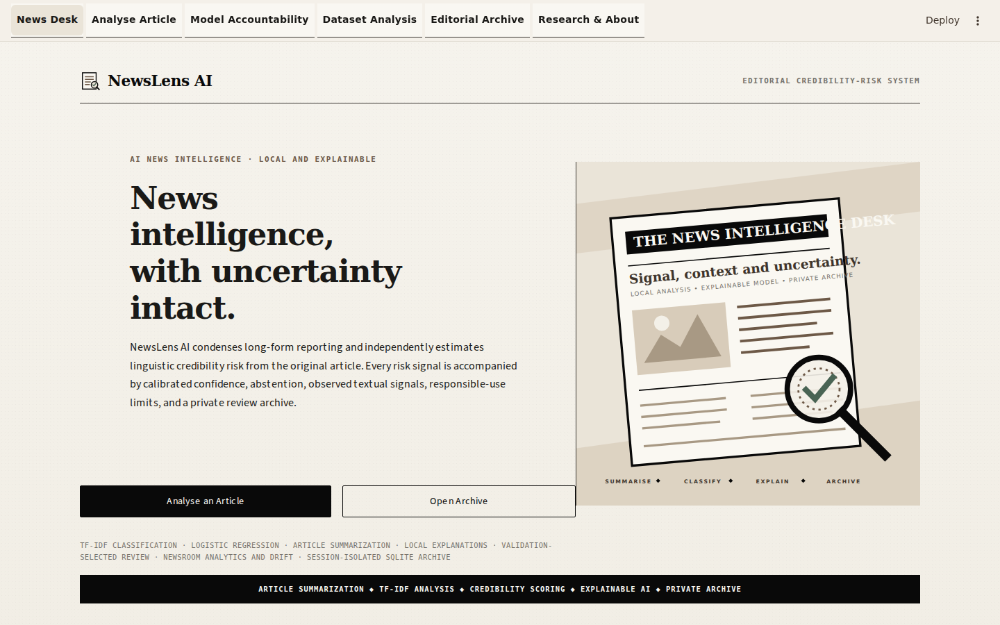 News Desk
Analyse Article
Model Accountability
Dataset Analysis
Editorial Archive
Research & About
Deploy
NewsLens AI
EDITORIAL CREDIBILITY-RISK SYSTEM
AI NEWS INTELLIGENCE · LOCAL AND EXPLAINABLE
News
intelligence,
with uncertainty
intact.
NewsLens AI condenses long-form reporting and independently estimates
linguistic credibility risk from the original article. Every risk signal is accompanied
by calibrated confidence, abstention, observed textual signals, responsible-use
limits, and a private review archive.
THE NEWS INTELLIGENCE DESK
Signal, context and uncertainty.
LOCAL ANALYSIS • EXPLAINABLE MODEL • PRIVATE ARCHIVE
SUMMARISE ◆ CLASSIFY ◆ EXPLAIN ◆ ARCHIVE
Analyse an Article
Open Archive
TF-IDF CLASSIFICATION · LOGISTIC REGRESSION · ARTICLE SUMMARIZATION · LOCAL EXPLANATIONS · VALIDATION-
SELECTED REVIEW · NEWSROOM ANALYTICS AND DRIFT · SESSION-ISOLATED SQLITE ARCHIVE
ARTICLE SUMMARIZATION ◆ TF-IDF ANALYSIS ◆ CREDIBILITY SCORING ◆ EXPLAINABLE AI ◆ PRIVATE ARCHIVE